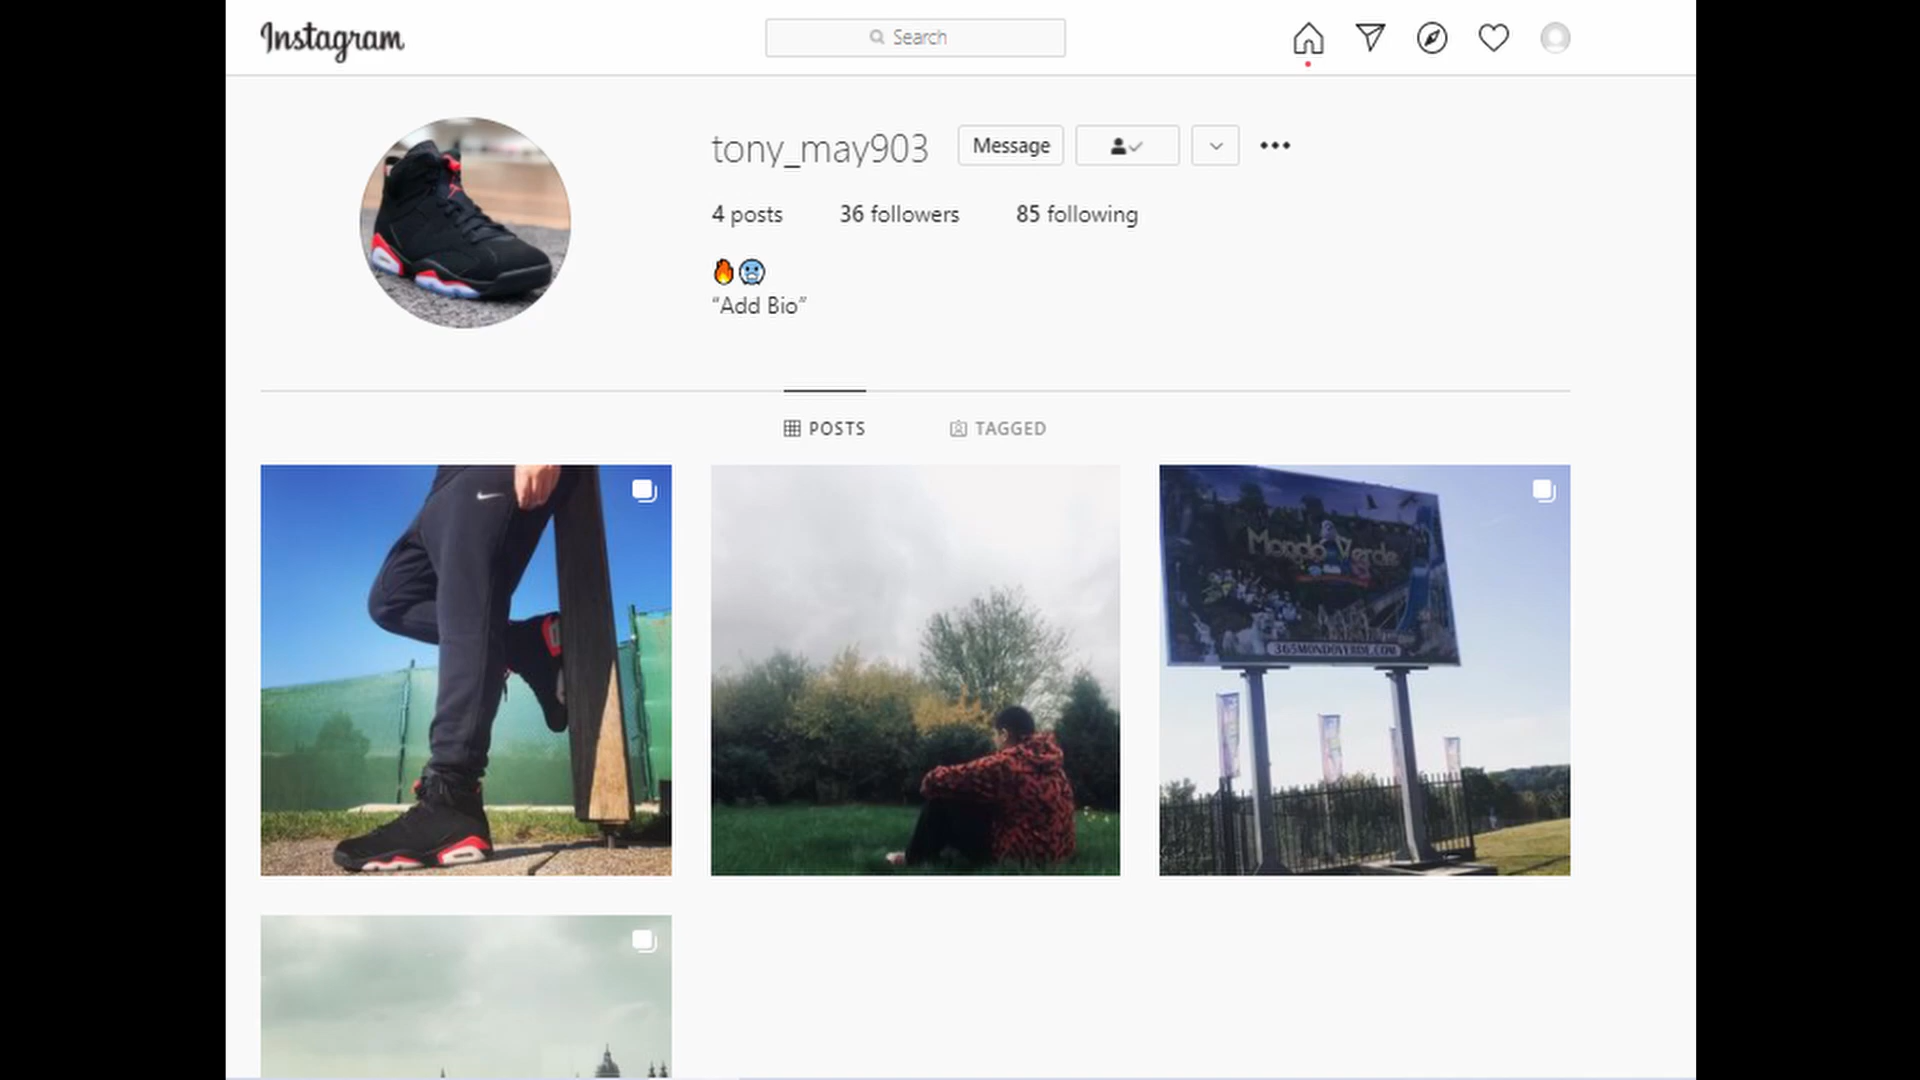 Instagram
Search
tony_may903
Message
4 posts
36 followers
85 following
“Add Bio”
POSTS
TAGGED
Mondo Verde
365MONDOVERDE.COM